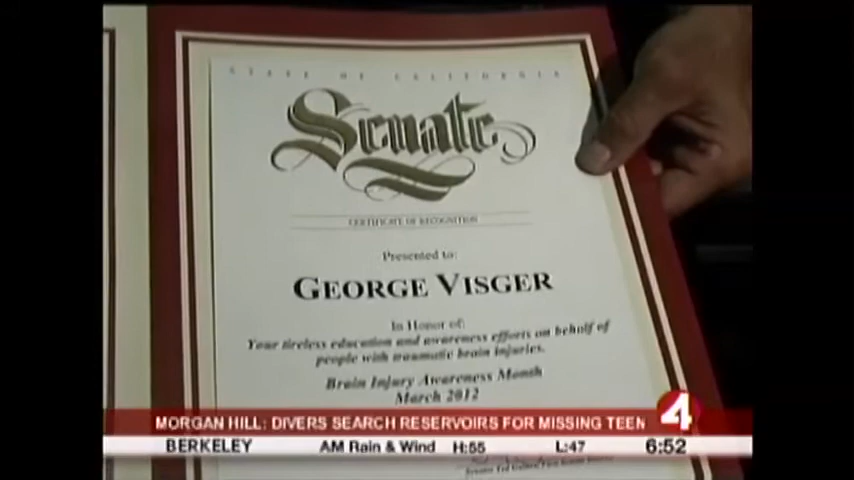 STATE OF CALIFORNIA
Senate
CERTIFICATE OF RECOGNITION
Presented to:
GEORGE VISGER
In Honor of:
Your tireless education and awareness efforts on behalf of
people with traumatic brain injuries.
Brain Injury Awareness Month
March 2012
MORGAN HILL: DIVERS SEARCH RESERVOIRS FOR MISSING TEEN
4
BERKELEY AM Rain & Wind H:55 L:47 6:52